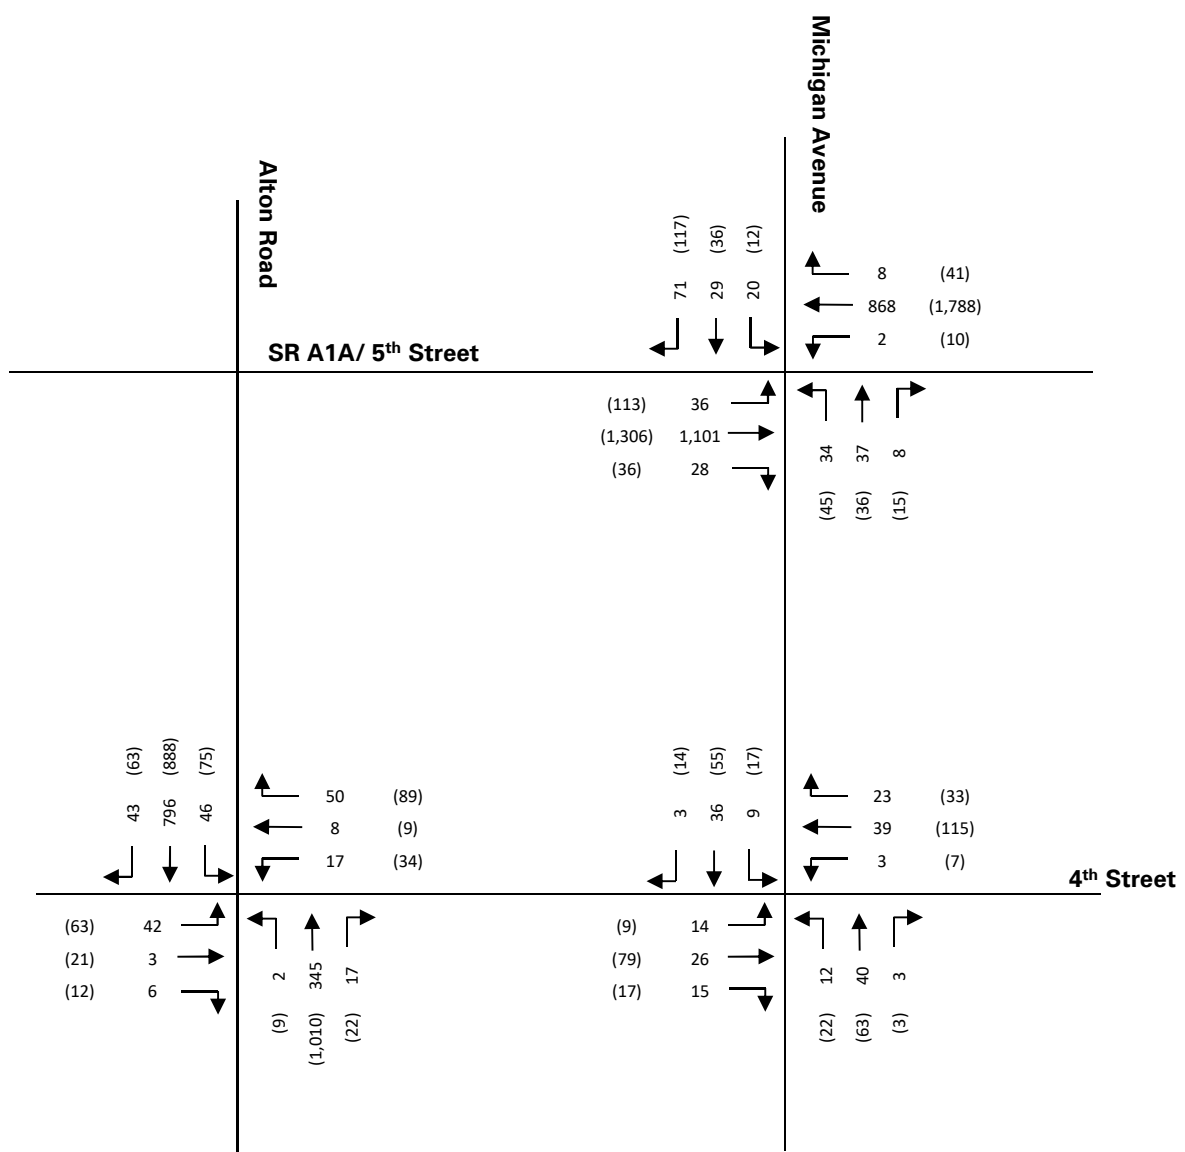 Michigan Avenue
Alton Road
SR A1A/ 5th Street
(117) (36) (12)
71 29 20
8 (41)
868 (1,788)
2 (10)
(113) 36
(1,306) 1,101
(36) 28
34 37 8
(45) (36) (15)
(63) (888) (75)
43 796 46
50 (89)
8 (9)
17 (34)
(14) (55) (17)
3 36 9
23 (33)
39 (115)
3 (7)
4th Street
(63) 42
(21) 3
(12) 6
2 345 17
(9) (1,010) (22)
(9) 14
(79) 26
(17) 15
12 40 3
(22) (63) (3)